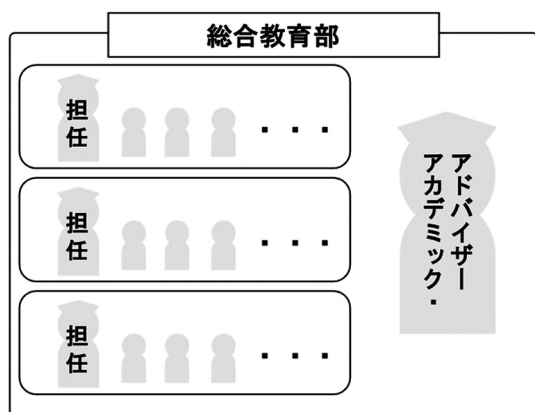 総合教育部
担任
担任
担任
アドバイザー
アカデミック・